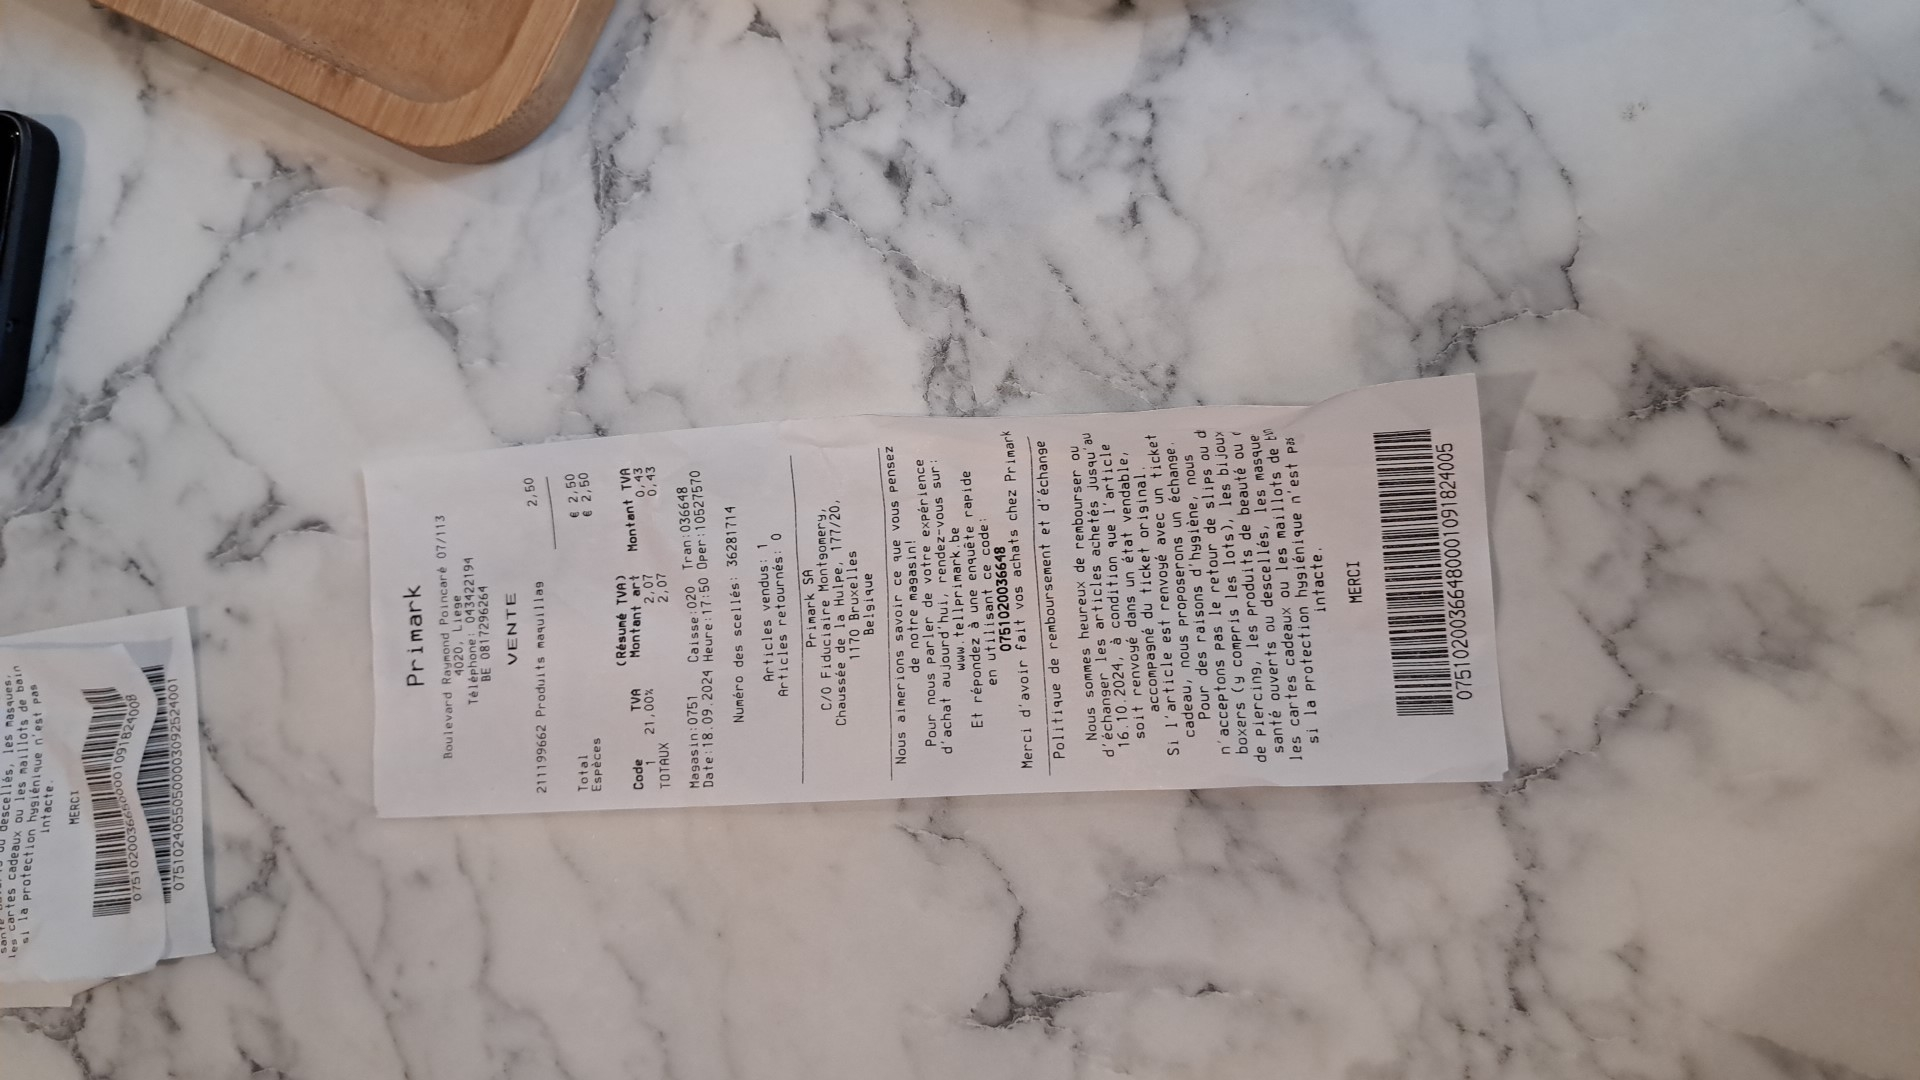 santé ouverts ou descellés, les masques,
les cartes cadeaux ou les maillots de bain
si la protection hygiénique n'est pas
intacte.
MERCI
075102405505000030925 24001
Primark
Boulevard Raymond Poincaré 07/113
4020, Liege
Téléphone: 043422194
BE 0817296264
VENTE
211199662 Produits maquillag 2,50
Total € 2,50
Espèces € 2,50
(Résumé TVA)
Code TVA Montant art Montant TVA
1 21,00% 2,07 0,43
TOTAUX 2,07 0,43
Magasin:0751 Caisse:020 Tran:036648
Date:18.09.2024 Heure:17:50 Oper:10527570
Numéro des scellés: 36281714
Articles vendus: 1
Articles retournés: 0
Primark SA
C/O Fiduciaire Montgomery,
Chaussée de la Hulpe, 177/20,
1170 Bruxelles
Belgique
Nous aimerions savoir ce que vous pensez
de notre magasin!
Pour nous parler de votre expérience
d'achat aujourd'hui, rendez-vous sur:
www.tellprimark.be
Et répondez à une enquête rapide
en utilisant ce code:
0751020036648
Merci d'avoir fait vos achats chez Primark
Politique de remboursement et d'échange
Nous sommes heureux de rembourser ou
d'échanger les articles achetés jusqu'au
16.10.2024, à condition que l'article
soit renvoyé dans un état vendable,
accompagné du ticket original.
Si l'article est renvoyé avec un ticket
cadeau, nous proposerons un échange.
Pour des raisons d'hygiène, nous
n'acceptons pas le retour de slips ou d
boxers (y compris les lots), les bijoux
de piercing, les produits de beauté ou
santé ouverts ou descellés, les masque
les cartes cadeaux ou les maillots de
si la protection hygiénique n'est pas
intacte.
MERCI
0751020036648000109182 4005